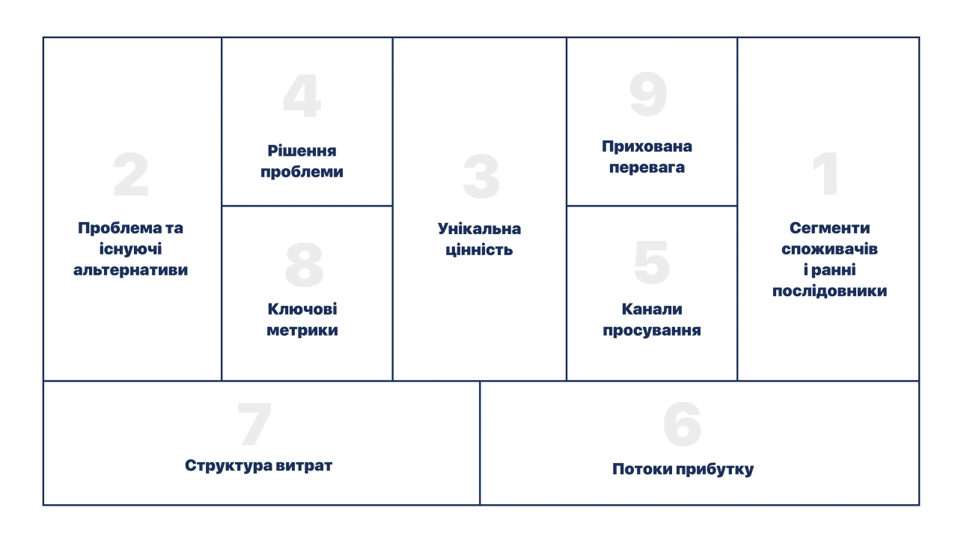 2
Проблема та
існуючі
альтернативи
4
Рішення
проблеми
8
Ключові
метрики
3
Унікальна
цінність
9
Прихована
перевага
5
Канали
просування
1
Сегменти
споживачів
і ранні
послідовники
7
Структура витрат
6
Потоки прибутку